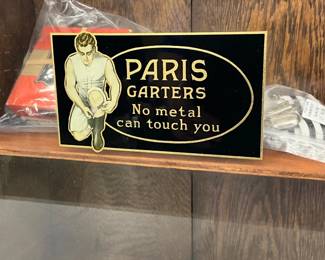 PARIS
GARTERS
No metal
can touch you